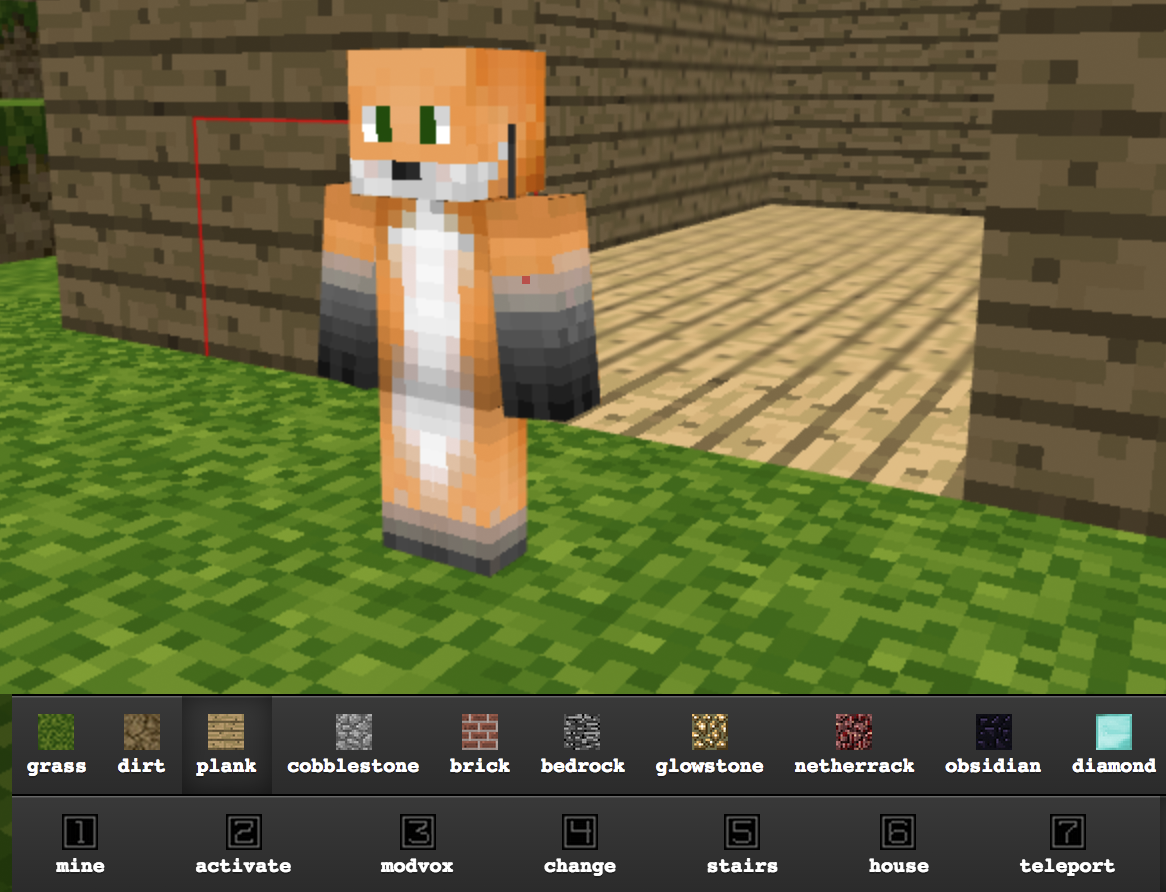 grass dirt plank cobblestone brick bedrock glowstone netherrack obsidian diamond
1 2 3 4 5 6 7
mine activate modvox change stairs house teleport